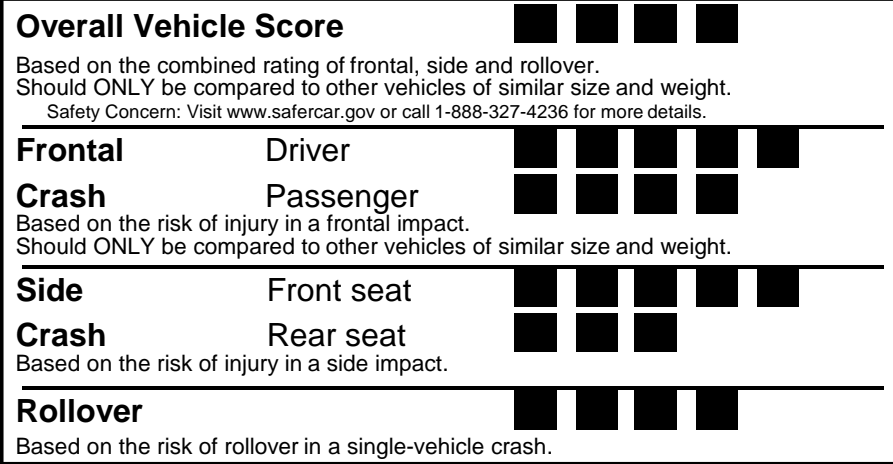 Overall Vehicle Score
Based on the combined rating of frontal, side and rollover.
Should ONLY be compared to other vehicles of similar size and weight.
Safety Concern: Visit www.safercar.gov or call 1-888-327-4236 for more details.
Frontal Driver
Crash Passenger
Based on the risk of injury in a frontal impact.
Should ONLY be compared to other vehicles of similar size and weight.
Side Front seat
Crash Rear seat
Based on the risk of injury in a side impact.
Rollover
Based on the risk of rollover in a single-vehicle crash.